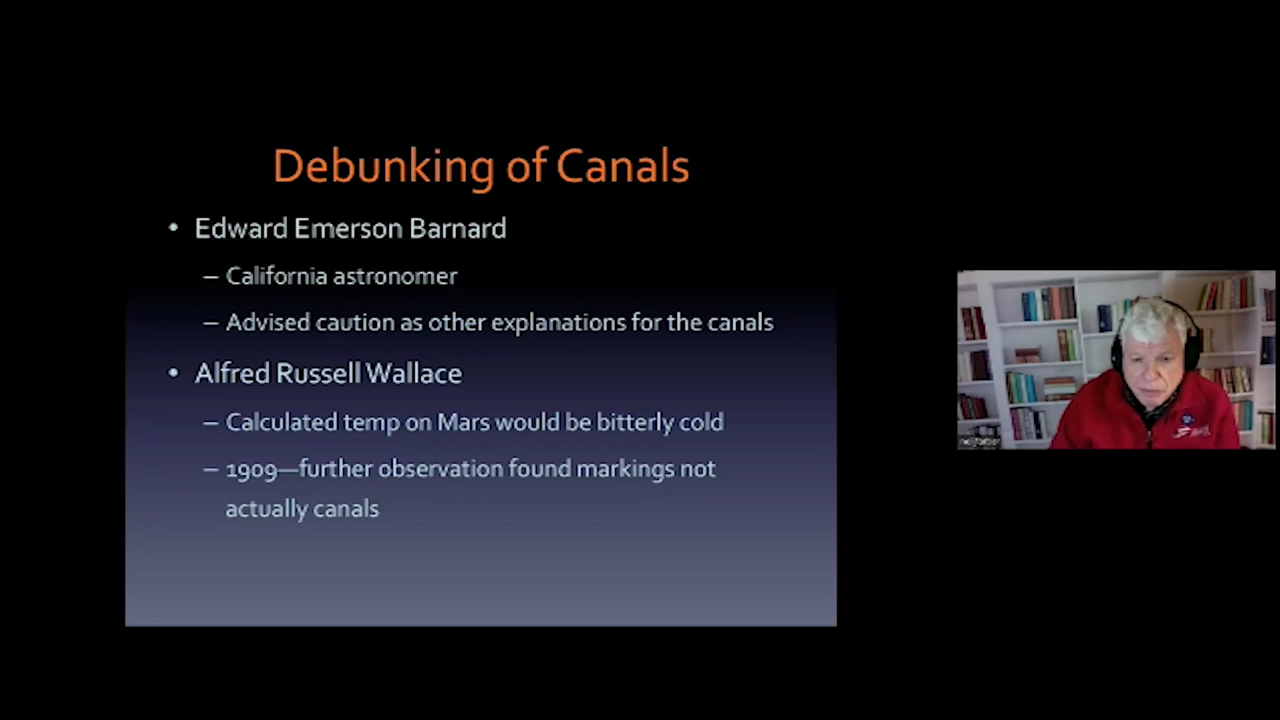 Debunking of Canals
• Edward Emerson Barnard
– California astronomer
– Advised caution as other explanations for the canals
• Alfred Russell Wallace
– Calculated temp on Mars would be bitterly cold
– 1909—further observation found markings not
actually canals